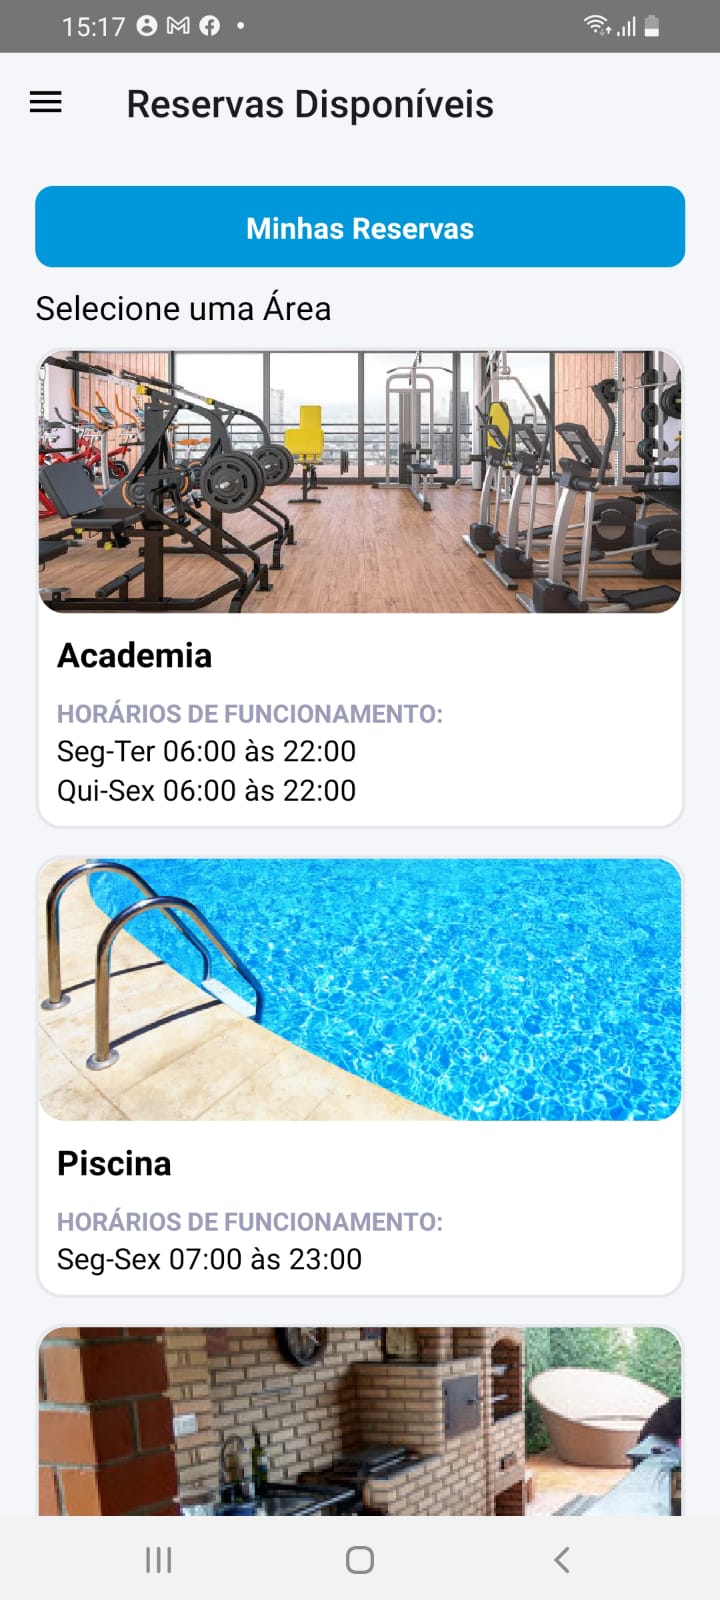 15:17
Reservas Disponíveis
Minhas Reservas
Selecione uma Área
Academia
HORÁRIOS DE FUNCIONAMENTO:
Seg-Ter 06:00 às 22:00
Qui-Sex 06:00 às 22:00
Piscina
HORÁRIOS DE FUNCIONAMENTO:
Seg-Sex 07:00 às 23:00